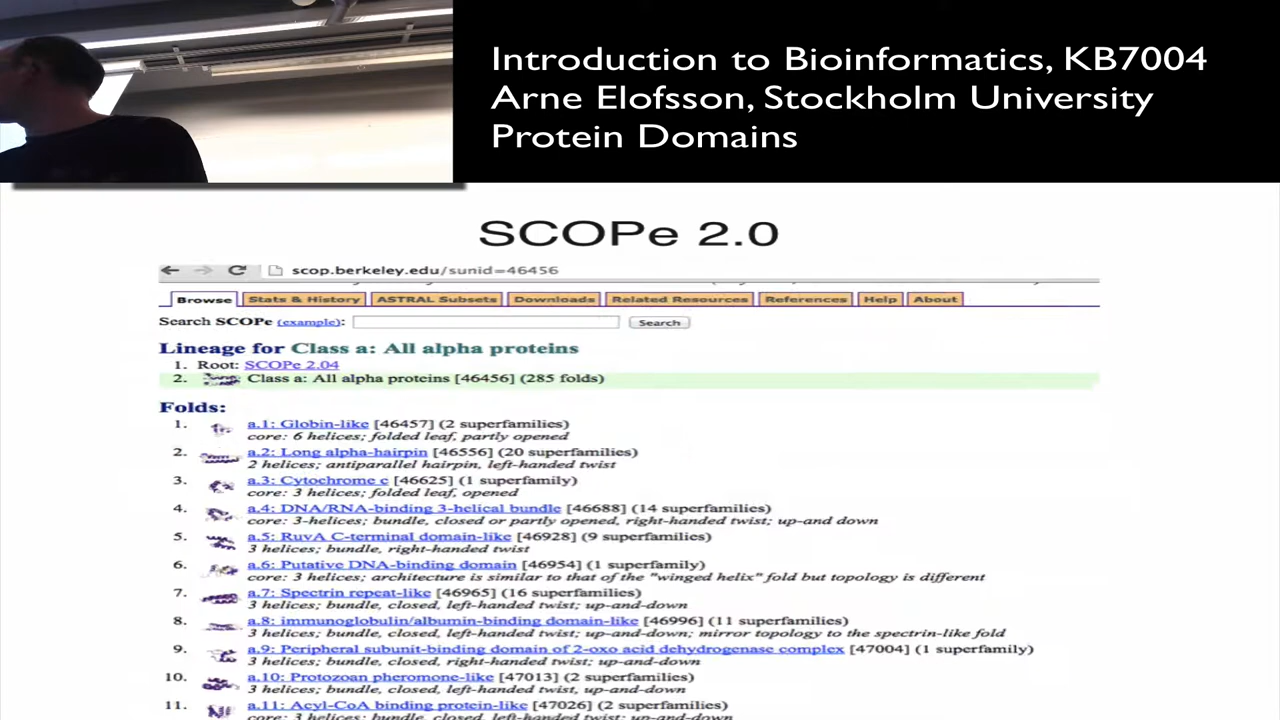 Introduction to Bioinformatics, KB7004
Arne Elofsson, Stockholm University
Protein Domains
SCOPe 2.0
scop.berkeley.edu/sunid=46456
Browse Stats & History ASTRAL Subsets Downloads Related Resources References Help About
Search SCOPe (example): Search
Lineage for Class a: All alpha proteins
1. Root: SCOPe 2.04
2. Class a: All alpha proteins [46456] (285 folds)
Folds:
1. a.1: Globin-like [46457] (2 superfamilies)
core: 6 helices; folded leaf, partly opened
2. a.2: Long alpha-hairpin [46556] (20 superfamilies)
2 helices; antiparallel hairpin, left-handed twist
3. a.3: Cytochrome c [46625] (1 superfamily)
core: 3 helices; folded leaf, opened
4. a.4: DNA/RNA-binding 3-helical bundle [46688] (14 superfamilies)
core: 3-helices; bundle, closed or partly opened, right-handed twist; up-and down
5. a.5: RuvA C-terminal domain-like [46928] (9 superfamilies)
3 helices; bundle, right-handed twist
6. a.6: Putative DNA-binding domain [46954] (1 superfamily)
core: 3 helices; architecture is similar to that of the "winged helix" fold but topology is different
7. a.7: Spectrin repeat-like [46965] (16 superfamilies)
3 helices; bundle, closed, left-handed twist; up-and-down
8. a.8: immunoglobulin/albumin-binding domain-like [46996] (11 superfamilies)
3 helices; bundle, closed, left-handed twist; up-and-down; mirror topology to the spectrin-like fold
9. a.9: Peripheral subunit-binding domain of 2-oxo acid dehydrogenase complex [47004] (1 superfamily)
3 helices; bundle, closed, right-handed twist; up-and-down
10. a.10: Protozoan pheromone-like [47013] (2 superfamilies)
3 helices; bundle, closed, left-handed twist, up-and-down
11. a.11: Acyl-CoA binding protein-like [47026] (2 superfamilies)
core: 3 helices; bundle, closed, left-handed twist, up-and-down